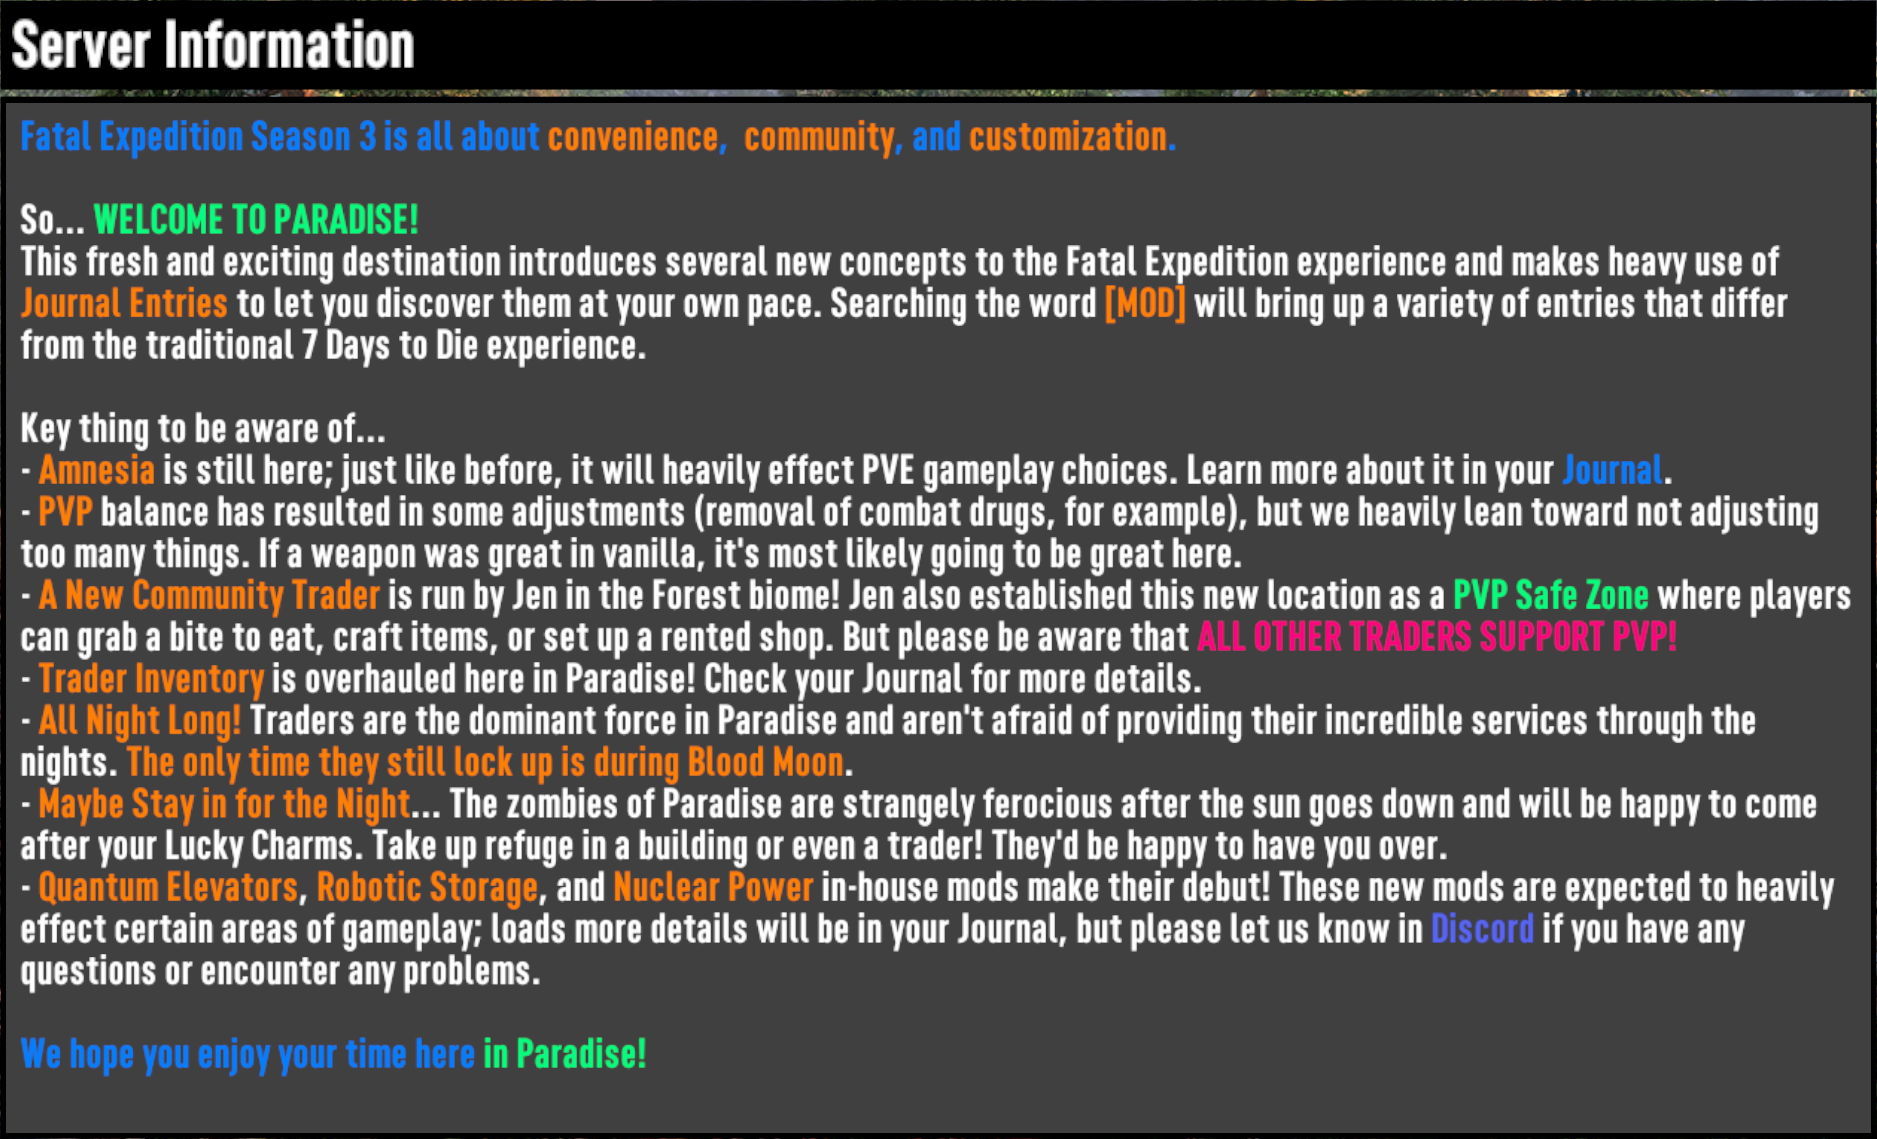 Server Information
Fatal Expedition Season 3 is all about convenience, community, and customization.
So... WELCOME TO PARADISE!
This fresh and exciting destination introduces several new concepts to the Fatal Expedition experience and makes heavy use of
Journal Entries to let you discover them at your own pace. Searching the word [MOD] will bring up a variety of entries that differ
from the traditional 7 Days to Die experience.
Key thing to be aware of...
- Amnesia is still here; just like before, it will heavily effect PVE gameplay choices. Learn more about it in your Journal.
- PVP balance has resulted in some adjustments (removal of combat drugs, for example), but we heavily lean toward not adjusting
too many things. If a weapon was great in vanilla, it's most likely going to be great here.
- A New Community Trader is run by Jen in the Forest biome! Jen also established this new location as a PVP Safe Zone where players
can grab a bite to eat, craft items, or set up a rented shop. But please be aware that ALL OTHER TRADERS SUPPORT PVP!
- Trader Inventory is overhauled here in Paradise! Check your Journal for more details.
- All Night Long! Traders are the dominant force in Paradise and aren't afraid of providing their incredible services through the
nights. The only time they still lock up is during Blood Moon.
- Maybe Stay in for the Night... The zombies of Paradise are strangely ferocious after the sun goes down and will be happy to come
after your Lucky Charms. Take up refuge in a building or even a trader! They'd be happy to have you over.
- Quantum Elevators, Robotic Storage, and Nuclear Power in-house mods make their debut! These new mods are expected to heavily
effect certain areas of gameplay; loads more details will be in your Journal, but please let us know in Discord if you have any
questions or encounter any problems.
We hope you enjoy your time here in Paradise!